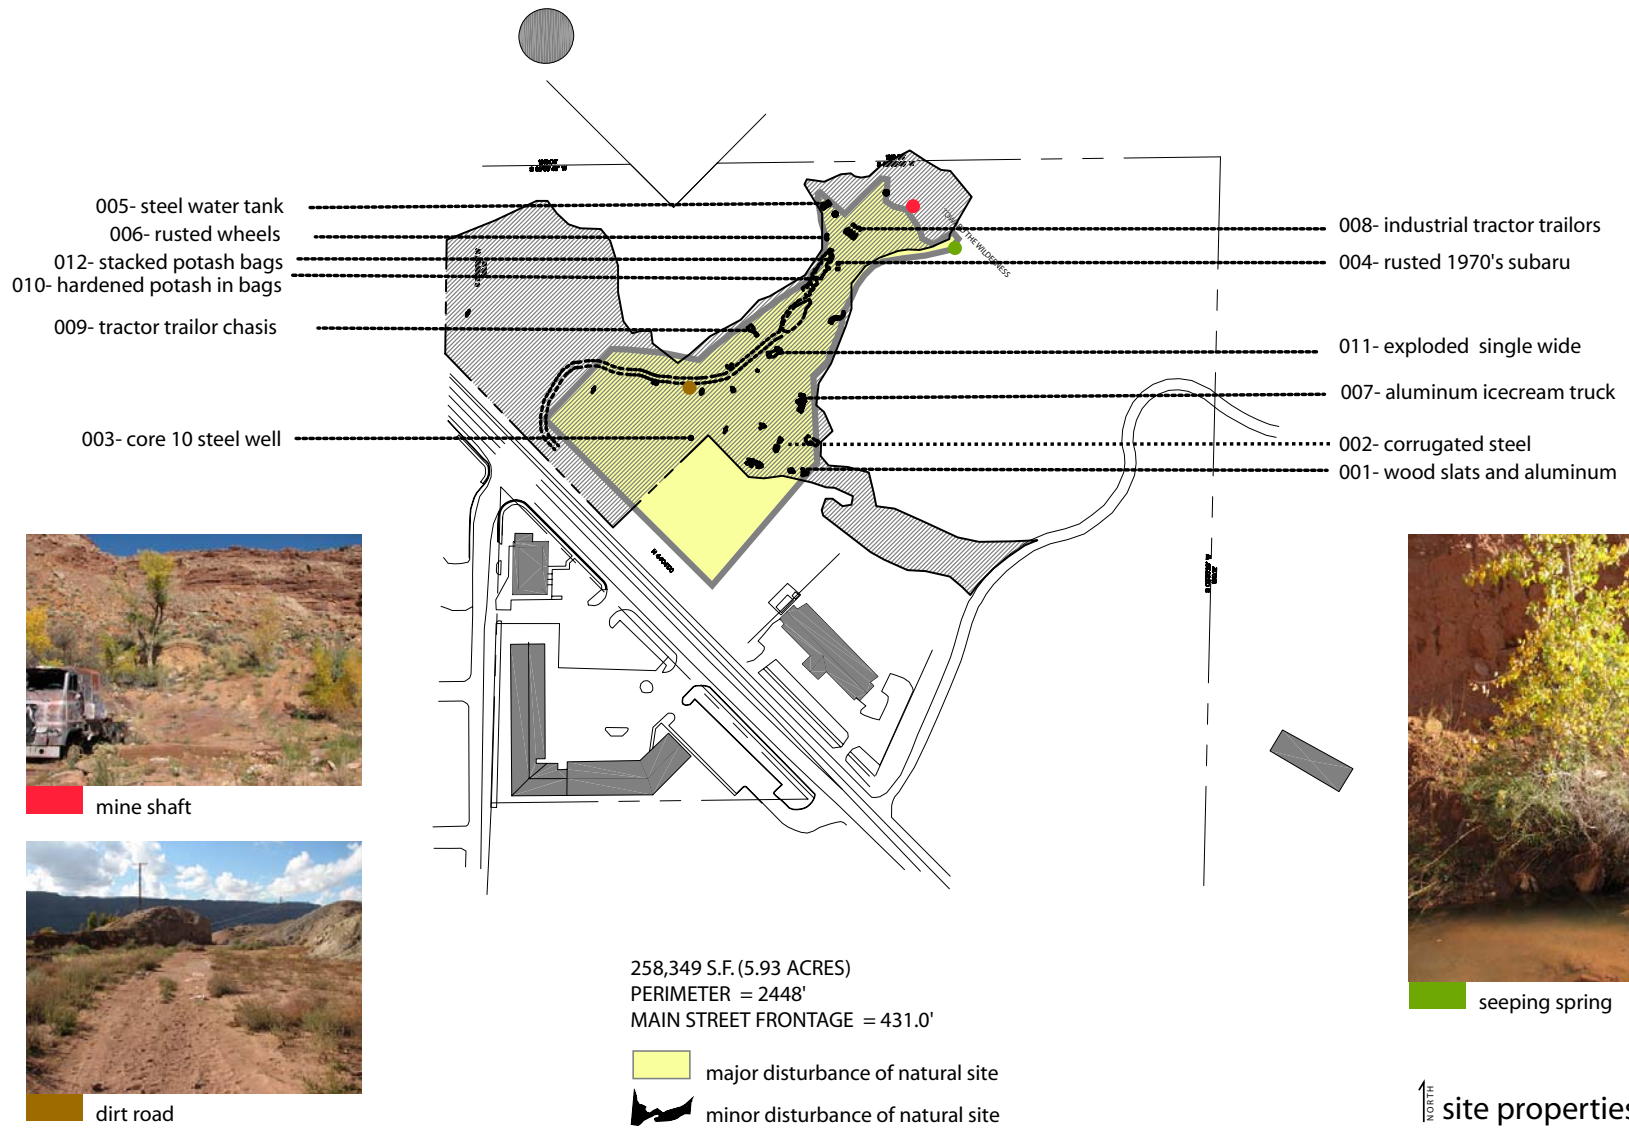 005- steel water tank
006- rusted wheels
012- stacked potash bags
010- hardened potash in bags
009- tractor trailor chasis
003- core 10 steel well
008- industrial tractor trailors
004- rusted 1970's subaru
011- exploded single wide
007- aluminum icecream truck
002- corrugated steel
001- wood slats and aluminum
TOWARD THE WILDERNESS
mine shaft
dirt road
258,349 S.F. (5.93 ACRES)
PERIMETER = 2448'
MAIN STREET FRONTAGE = 431.0'
major disturbance of natural site
minor disturbance of natural site
seeping spring
NORTH
site properties